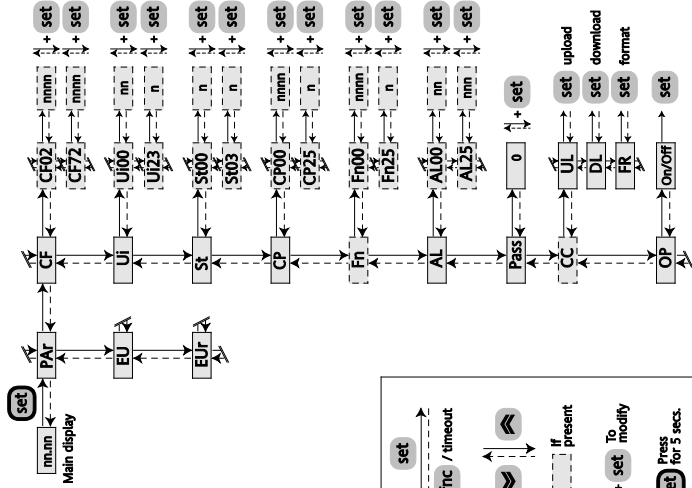 set
nn.nn
Main display
PAr
EU
EUr
CF
CF02
nnnn
+ set
CF72
nnnn
+ set
Ui
Ui00
nn
+ set
Ui23
n
+ set
St
St00
n
+ set
St03
n
+ set
CP
CP00
nnnn
+ set
CP25
n
+ set
Fn
Fn00
nnnn
+ set
Fn25
n
+ set
AL
AL00
nn
+ set
AL25
nnn
+ set
Pass
0
+ set
CC
UL
set
upload
DL
set
download
FR
set
format
OP
On/Off
set
set
/ timeout
If
present
+ set
To
modify
Press
for 5 secs.